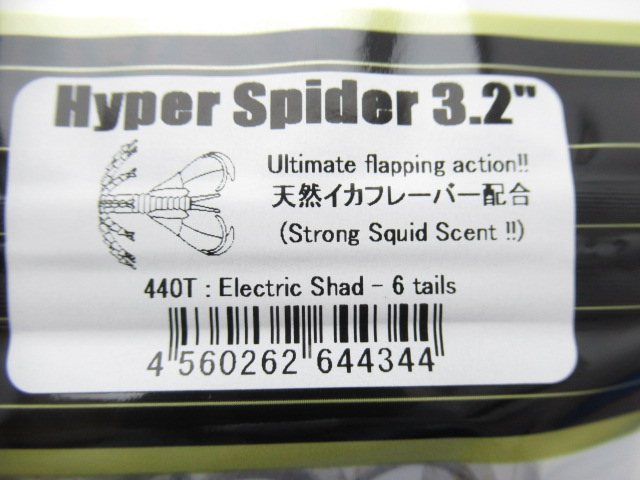 Hyper Spider 3.2"
Ultimate flapping action!!
天然イカフレーバー配合
(Strong Squid Scent !!)
440T : Electric Shad - 6 tails
4 560262 644344